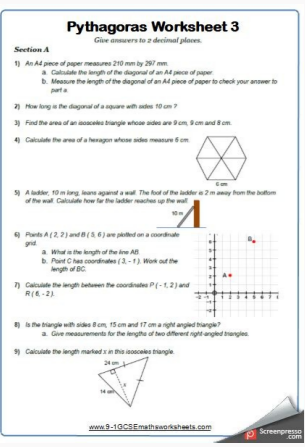 Pythagoras Worksheet 3
Give answers to 2 decimal places.
Section A
1) An A4 piece of paper measures 210 mm by 297 mm.
a. Calculate the length of the diagonal of an A4 piece of paper.
b. Measure the length of the diagonal of an A4 piece of paper to check your answer to
part a.
2) How long is the diagonal of a square with sides 10 cm ?
3) Find the area of an isosceles triangle whose sides are 9 cm, 9 cm and 6 cm.
4) Calculate the area of a hexagon whose sides measure 6 cm.
6 cm
5) A ladder, 10 m long, leans against a wall. The foot of the ladder is 2 m away from the bottom
of the wall. Calculate how far the ladder reaches up the wall.
10 m
6) Points A ( 2, 2 ) and B ( 5, 6 ) are plotted on a coordinate
grid.
a. What is the length of the line AB.
b. Point C has coordinates ( 3, - 1 ). Work out the
length of BC.
B
A
7) Calculate the length between the coordinates P ( - 1, 2 ) and
R ( 6, - 2 ).
8) Is the triangle with sides 8 cm, 15 cm and 17 cm a right angled triangle?
a. Give measurements for the lengths of two different right-angled triangles.
9) Calculate the length marked x in this isosceles triangle.
24 cm
x
14 cm
www.9-1GCSEmathsworksheets.com
Screenpresso
.com